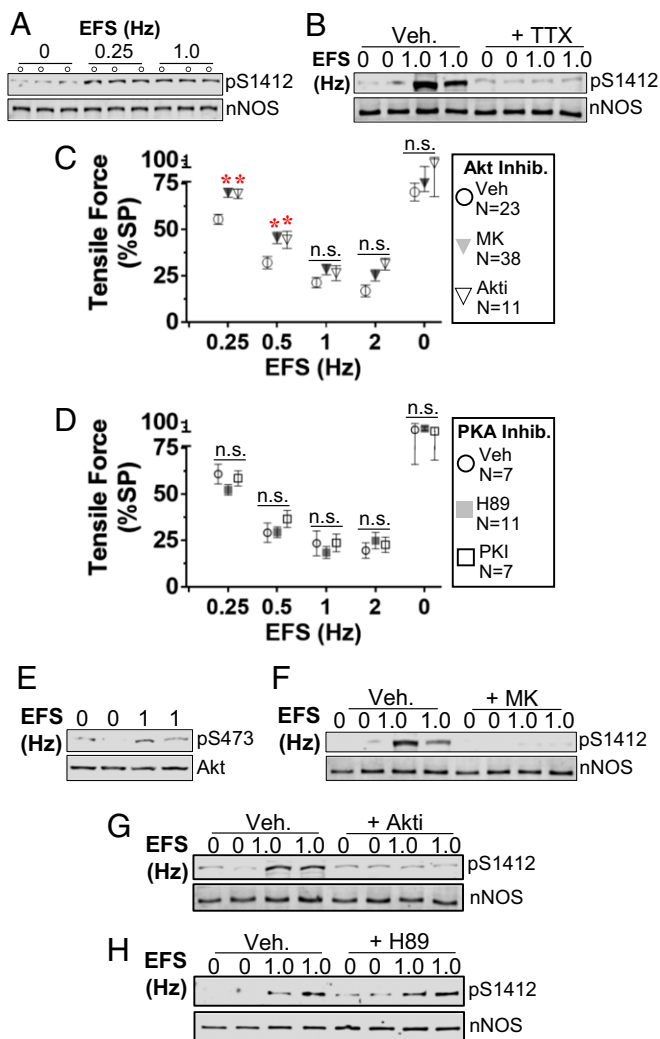 A
EFS (Hz)
0 0.25 1.0
pS1412
nNOS
B
Veh. + TTX
EFS 0 0 1.0 1.0 0 0 1.0 1.0
(Hz)
pS1412
nNOS
C
Tensile Force
(%SP)
100
75
50
25
0
** 
** 
n.s.
n.s.
n.s.
0.25 0.5 1 2 0
EFS (Hz)
Akt Inhib.
Veh
N=23
MK
N=38
Akti
N=11
D
Tensile Force
(%SP)
100
75
50
25
0
n.s.
n.s.
n.s.
n.s.
n.s.
0.25 0.5 1 2 0
EFS (Hz)
PKA Inhib.
Veh
N=7
H89
N=11
PKI
N=7
E
EFS 0 0 1 1
(Hz)
pS473
Akt
F
Veh. + MK
EFS 0 0 1.0 1.0 0 0 1.0 1.0
(Hz)
pS1412
nNOS
G
Veh. + Akti
EFS 0 0 1.0 1.0 0 0 1.0 1.0
(Hz)
pS1412
nNOS
H
Veh. + H89
EFS 0 0 1.0 1.0 0 0 1.0 1.0
(Hz)
pS1412
nNOS